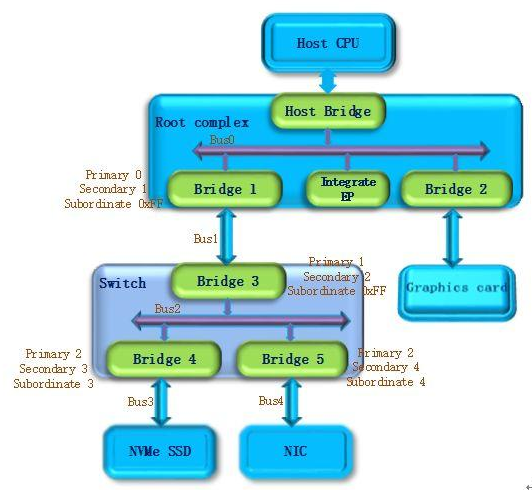 Host CPU
Host Bridge
Root complex
Bus0
Primary 0
Secondary 1
Subordinate 0xFF
Bridge 1
Integrate
EP
Bridge 2
Bus1
Primary 1
Secondary 2
Subordinate 0xFF
Switch
Bridge 3
Graphics card
Bus2
Primary 2
Secondary 3
Subordinate 3
Bridge 4
Bridge 5
Primary 2
Secondary 4
Subordinate 4
Bus3
Bus4
NVMe SSD
NIC